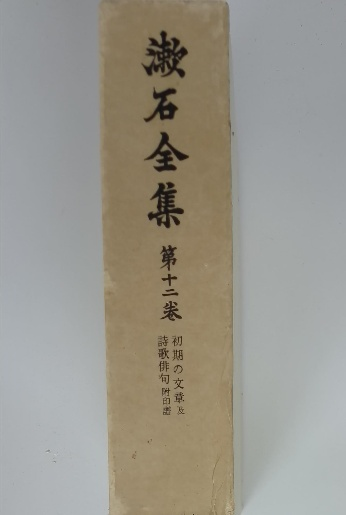 漱石全集
第十二巻
初期の文章及
詩歌俳句附印譜